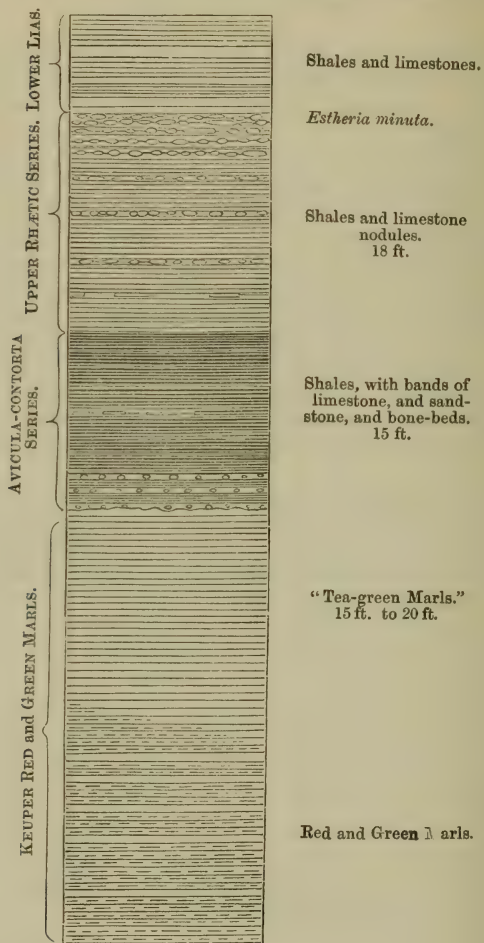 LOWER LIAS.
Shales and limestones.
UPPER RHÆTIC SERIES.
Estheria minuta.
Shales and limestone
nodules.
18 ft.
AVICULA-CONTORTA
SERIES.
Shales, with bands of
limestone, and sand-
stone, and bone-beds.
15 ft.
KEUPER RED and GREEN MARLS.
"Tea-green Marls."
15 ft. to 20 ft.
Red and Green arls.